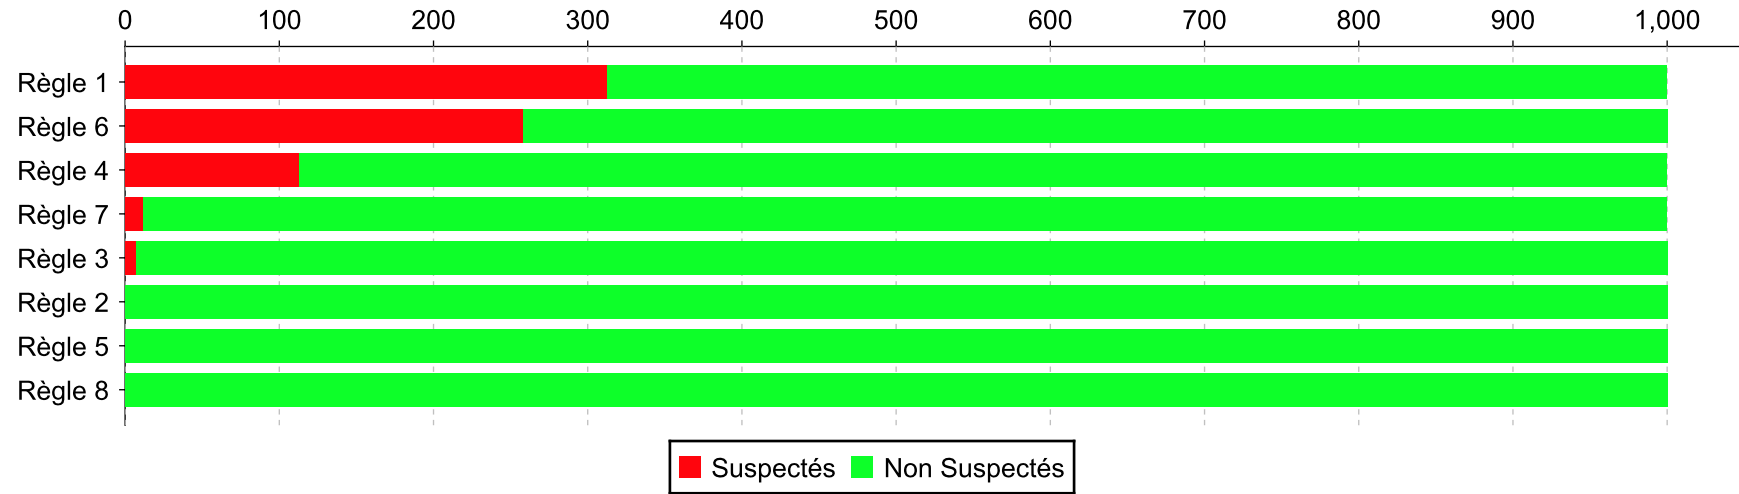 0 100 200 300 400 500 600 700 800 900 1,000
Règle 1
Règle 6
Règle 4
Règle 7
Règle 3
Règle 2
Règle 5
Règle 8
Suspectés Non Suspectés